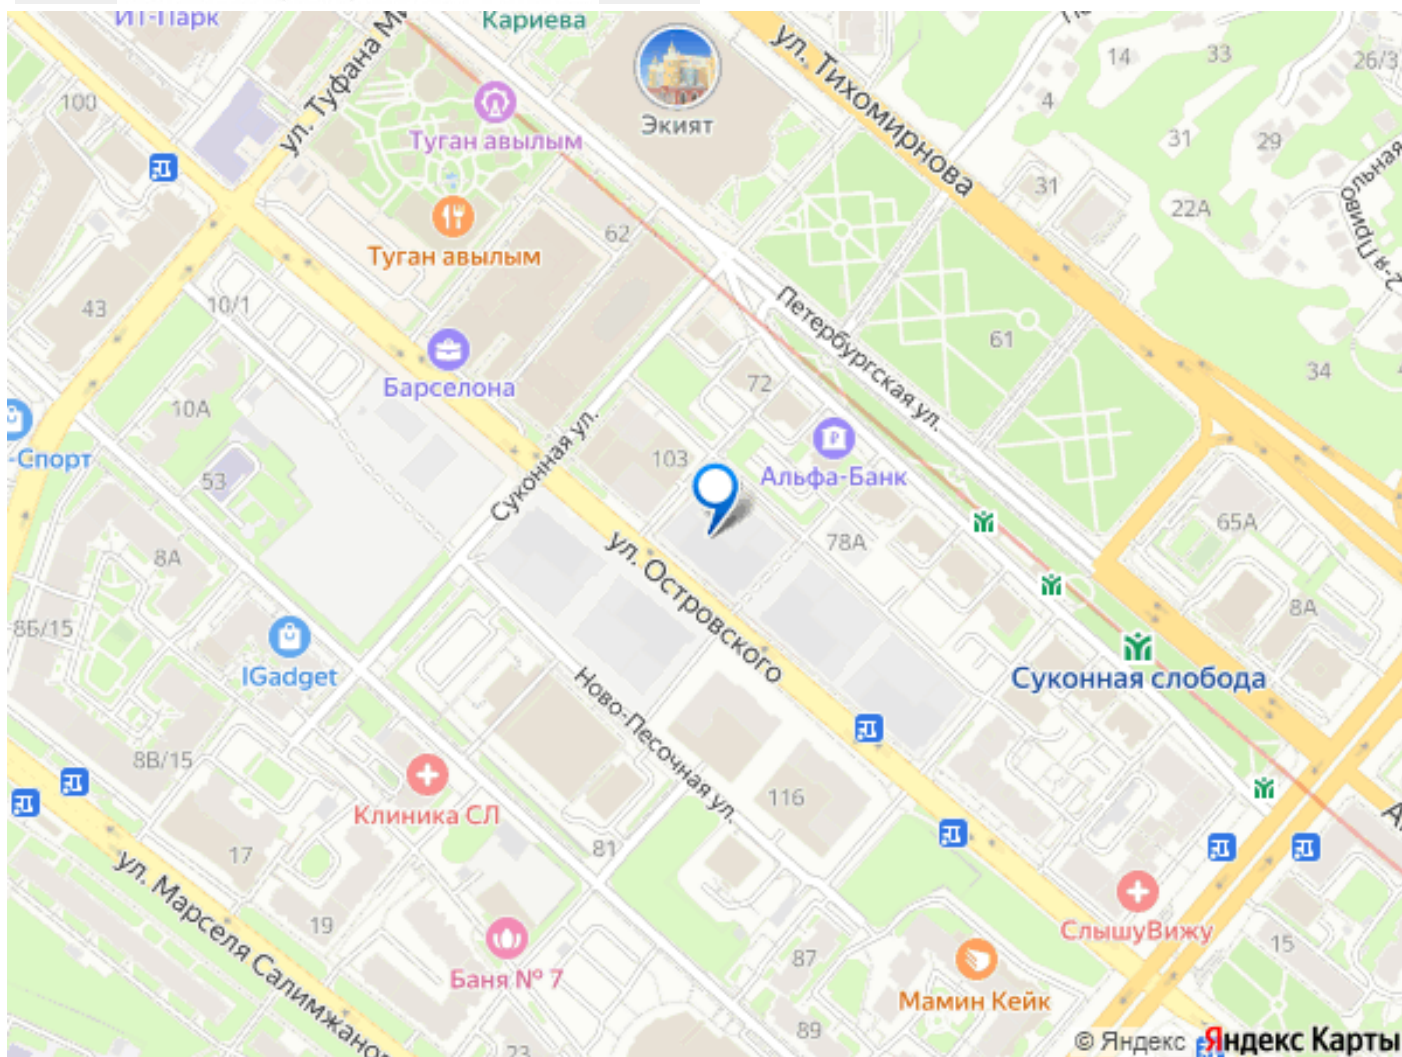 ИТ-Парк
Кариева
ул. Туфана
ул. Тихомирнова
14
33
26/3
100
4
Экият
31
29
Туган авылым
31
22А
2-я Привольная
62
Туган авылым
10/1
43
Петербургская ул.
61
34
72
Барселона
10А
Суконная ул.
103
Альфа-Банк
-Спорт
53
65А
78А
8А
ул. Островского
8А
8Б/15
IGadget
Суконная слобода
Ново-Песочная ул.
8В/15
116
Клиника СЛ
81
17
ул. Марселя Салимжанов
19
СлышуВижу
15
87
Баня № 7
Мамин Кейк
89
23
© Яндекс Яндекс Карты